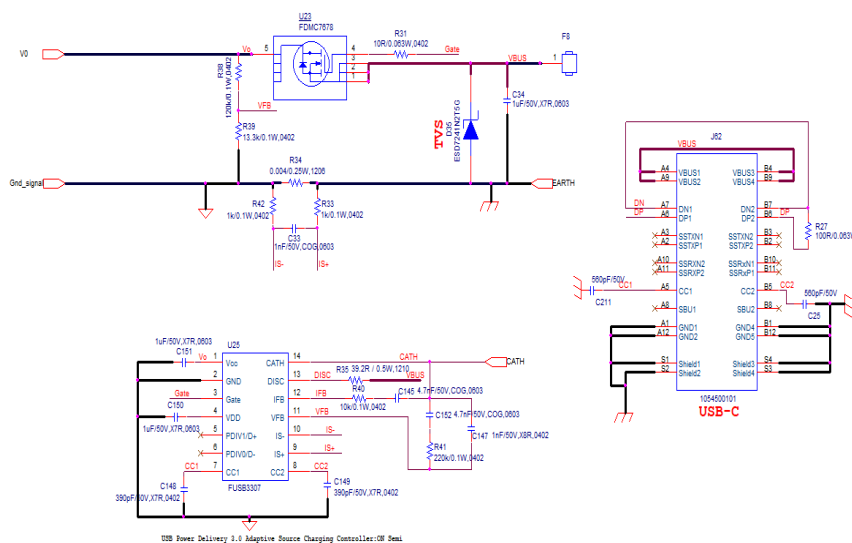 U23
FDMC7678
V0
Vo
5
4
3
2
1
R31
10R/0.063W,0402
Gate
VBUS
F8
1
R38
120k/0.1W,0402
VFB
R39
13.3k/0.1W,0402
TVS
D35
ESD7241N2T5G
C34
1uF/50V,X7R,0603
R34
0.004/0.25W,1206
Gnd_signal
EARTH
R42
1k/0.1W,0402
R33
1k/0.1W,0402
C33
1nF/50V,COG,0603
IS-
IS+
J62
VBUS
A4
A9
VBUS1
VBUS2
VBUS3
VBUS4
B4
B9
DN
DP
A7
A6
DN1
DP1
DN2
DP2
B7
B6
DP
R27
100R/0.063W
A3
A2
SSTXN1
SSTXP1
SSTXN2
SSTXP2
B3
B2
A10
A11
SSRXN2
SSRXP2
SSRxN1
SSRxP1
B10
B11
560pF/50V
C211
CC1
A5
CC1
CC2
B5
CC2
560pF/50V
C25
A8
SBU1
SBU2
B8
A1
A12
GND1
GND2
GND4
GND5
B1
B12
S1
S2
Shield1
Shield2
Shield3
Shield4
S4
S3
1054500101
USB-C
1uF/50V,X7R,0603
C151
Vo
U25
1
Vcc
CATH
14
CATH
CATH
2
GND
DISC
13
DISC
R35
39.2R / 0.5W,1210
VBUS
Gate
3
Gate
IFB
12
IFB
R40
10k/0.1W,0402
C145
4.7nF/50V,COG,0603
C150
1uF/50V,X7R,0603
4
VDD
VFB
11
VFB
C152
4.7nF/50V,COG,0603
5
PDIV1/D+
IS-
10
IS-
C147
1nF/50V,X8R,0402
6
PDIV0/D-
IS+
9
IS+
R41
220k/0.1W,0402
CC1
7
CC1
CC2
8
CC2
C148
390pF/50V,X7R,0402
FUSB3307
C149
390pF/50V,X7R,0402
USB Power Delivery 3.0 Adaptive Source Charging Controller:ON Semi